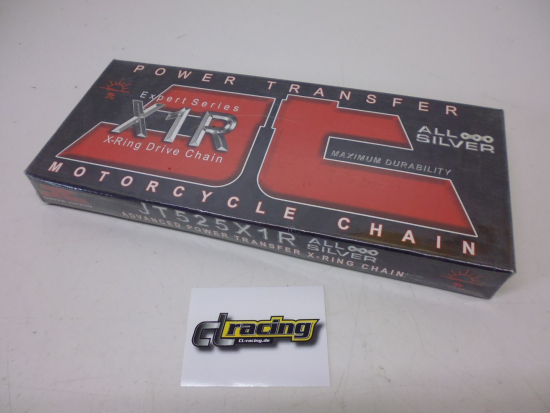 POWER TRANSFER
Expert Series
X1R
X-Ring Drive Chain
JT
ALL
SILVER
MAXIMUM DURABILITY
MOTORCYCLE CHAIN
JT525X1R ALL
SILVER
ADVANCED POWER TRANSFER X-RING CHAIN
cl racing
Cl-racing.de